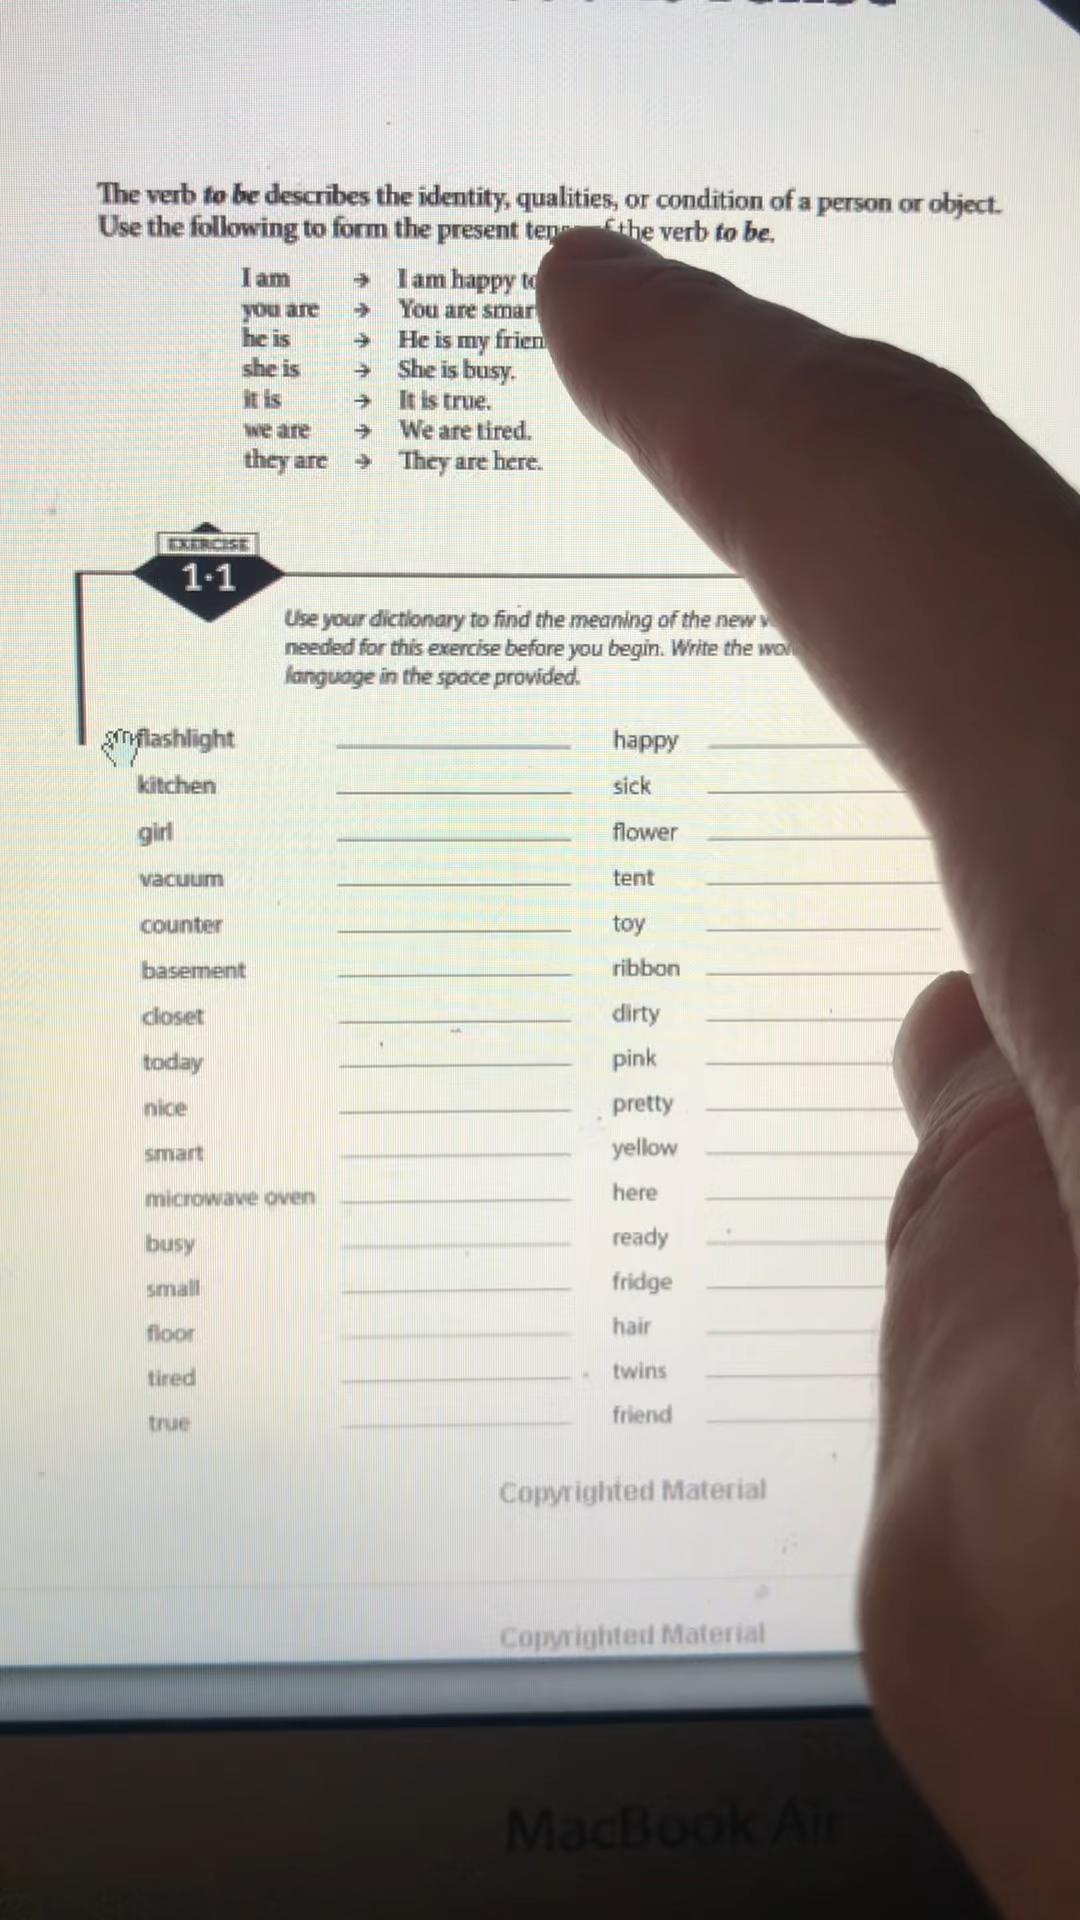 The verb to be describes the identity, qualities, or condition of a person or object.
Use the following to form the present the verb to be.
I am → I am happy
you are → You are
he is → He is my
she is → She is busy.
it is → It is true.
we are → We are tired.
they are → They are here.
EXERCISE
1·1
Use your dictionary to find the meaning of the new
needed for this exercise before you begin. Write the
language in the space provided.
flashlight happy
kitchen sick
girl flower
vacuum tent
counter toy
basement ribbon
closet dirty
today pink
nice pretty
smart yellow
microwave oven here
busy ready
small fridge
floor hair
tired twins
true friend
Copyrighted Material
Copyrighted Material
MacBook Air